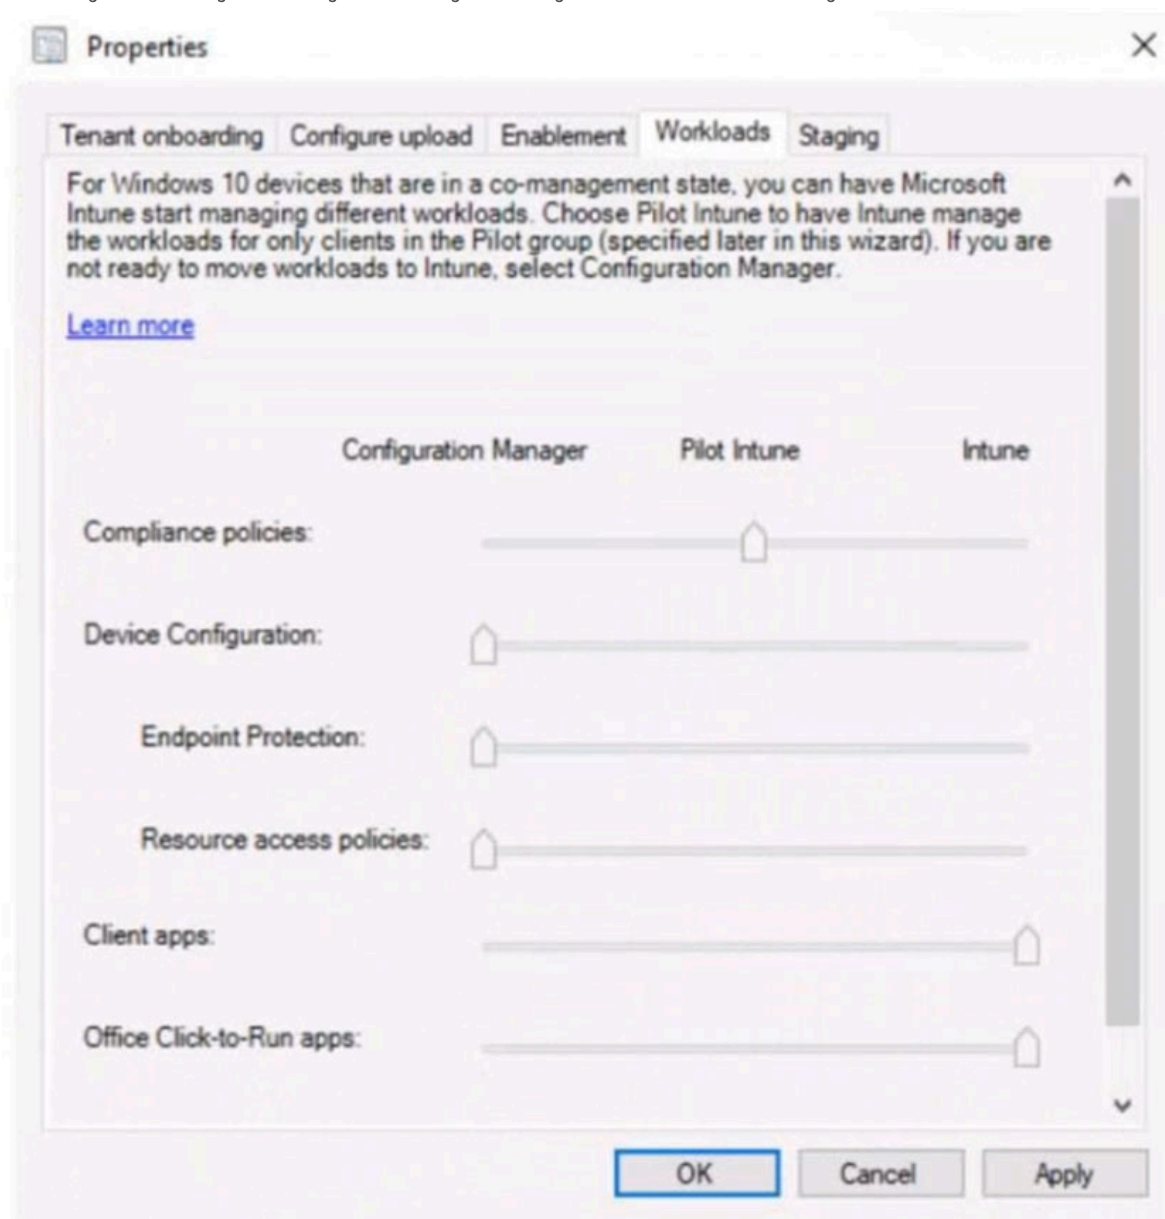 Properties
Tenant onboarding Configure upload Enablement Workloads Staging
For Windows 10 devices that are in a co-management state, you can have Microsoft
Intune start managing different workloads. Choose Pilot Intune to have Intune manage
the workloads for only clients in the Pilot group (specified later in this wizard). If you are
not ready to move workloads to Intune, select Configuration Manager.
Learn more
Configuration Manager Pilot Intune Intune
Compliance policies:
Device Configuration:
Endpoint Protection:
Resource access policies:
Client apps:
Office Click-to-Run apps:
OK Cancel Apply